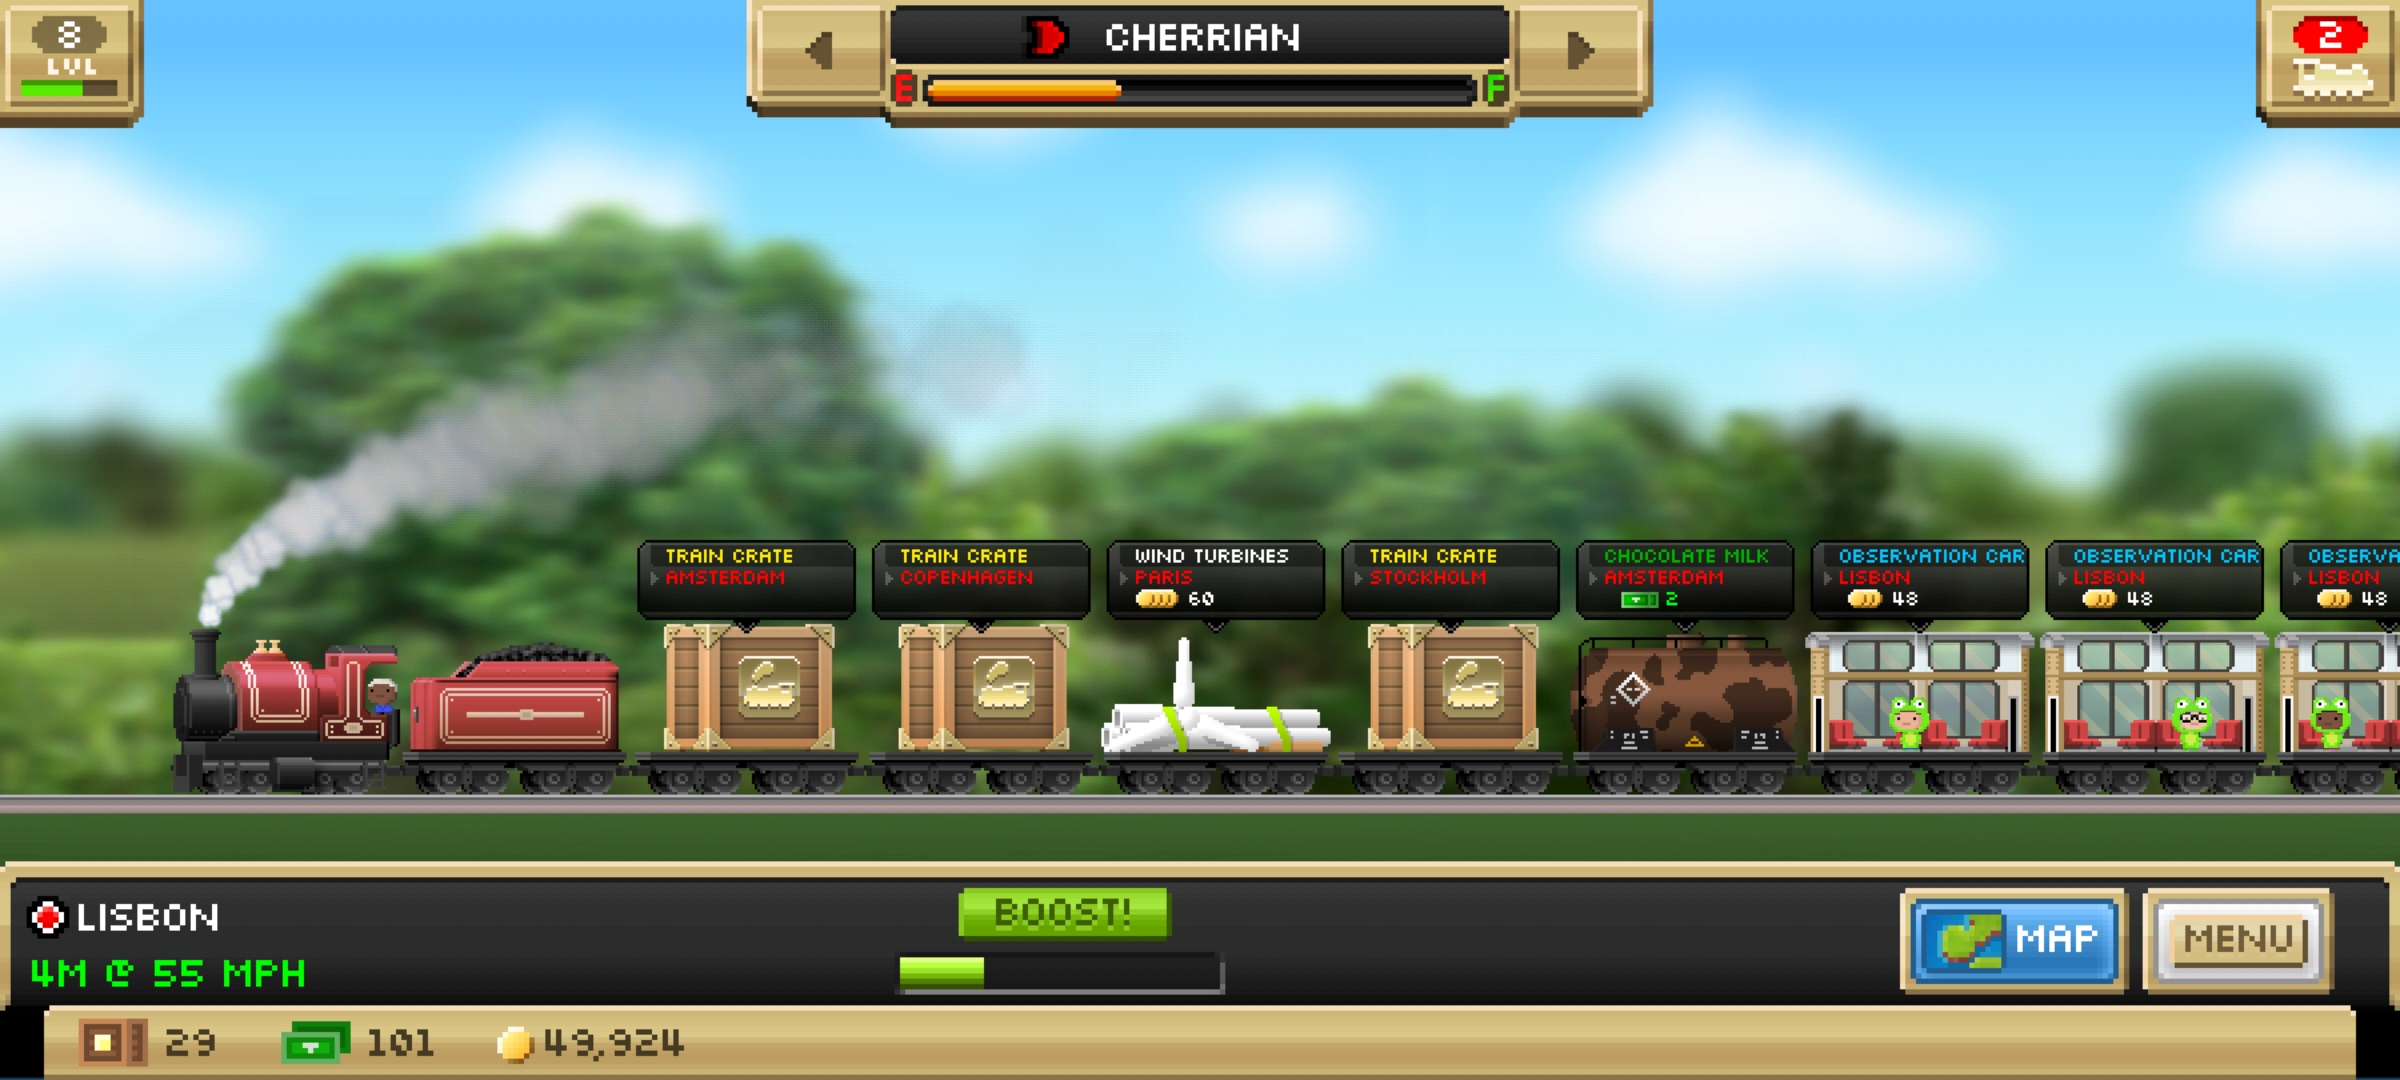 8
LVL
CHERRIAN
E
F
2
TRAIN CRATE
AMSTERDAM
TRAIN CRATE
COPENHAGEN
WIND TURBINES
PARIS
60
TRAIN CRATE
STOCKHOLM
CHOCOLATE MILK
AMSTERDAM
2
OBSERVATION CAR
LISBON
48
OBSERVATION CAR
LISBON
48
OBSERVA
LISBON
48
LISBON
4M @ 55 MPH
BOOST!
MAP
MENU
29
101
49,924